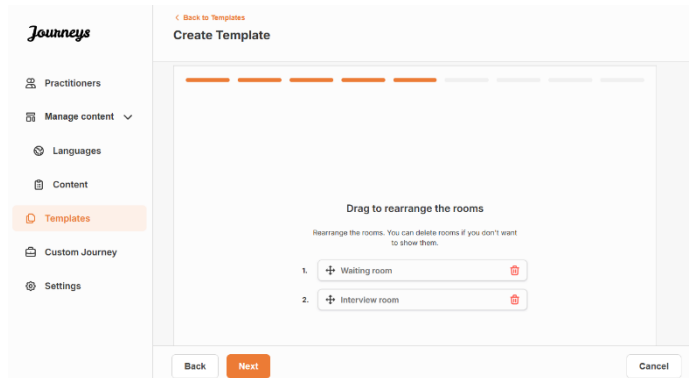 Journeys
Back to Templates
Create Template
Practitioners
Manage content
Languages
Content
Templates
Custom Journey
Settings
Drag to rearrange the rooms
Rearrange the rooms. You can delete rooms if you don't want
to show them.
1. Waiting room
2. Interview room
Back Next Cancel